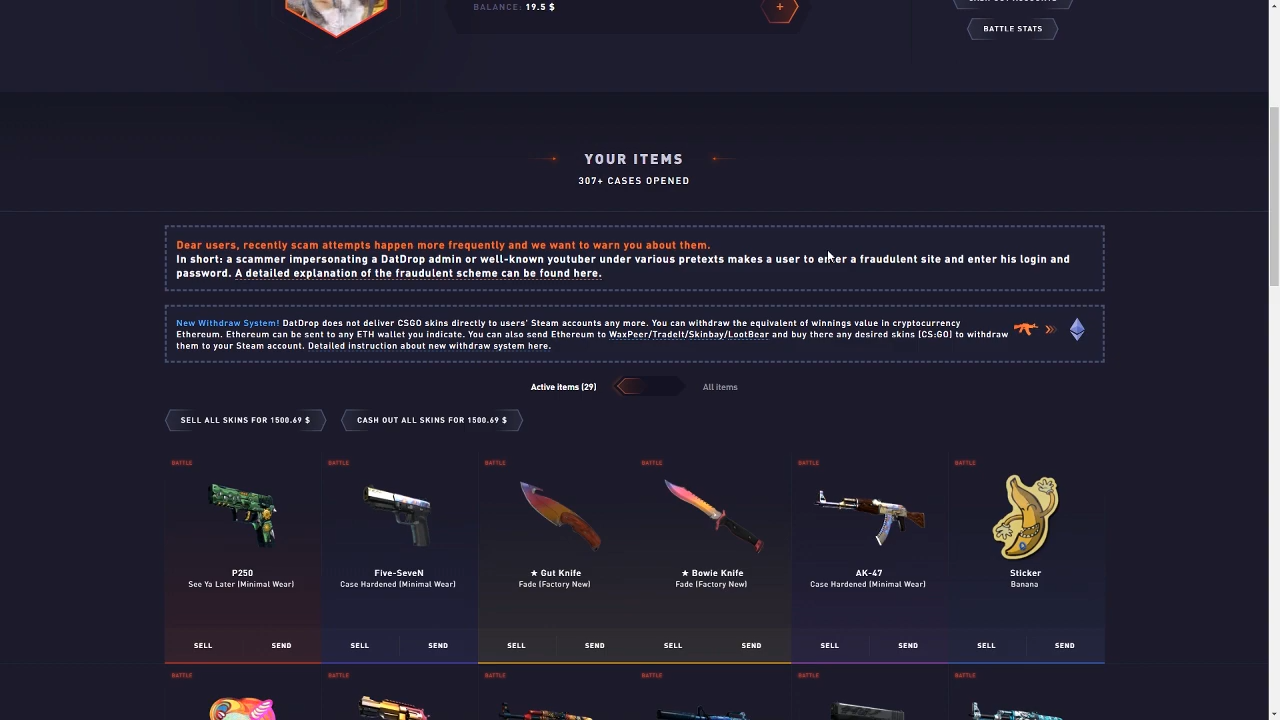 BALANCE: 19.5 $
+
BATTLE STATS
YOUR ITEMS
307+ CASES OPENED
Dear users, recently scam attempts happen more frequently and we want to warn you about them.
In short: a scammer impersonating a DatDrop admin or well-known youtuber under various pretexts makes a user to enter a fraudulent site and enter his login and
password. A detailed explanation of the fraudulent scheme can be found here.
New Withdraw System! DatDrop does not deliver CSGO skins directly to users' Steam accounts any more. You can withdraw the equivalent of winnings value in cryptocurrency
Ethereum. Ethereum can be sent to any ETH wallet you indicate. You can also send Ethereum to WaxPeer/TradeIt/Skinbay/LootBear and buy there any desired skins (CS:GO) to withdraw
them to your Steam account. Detailed instruction about new withdraw system here.
Active items (29) All items
SELL ALL SKINS FOR 1500.69 $ CASH OUT ALL SKINS FOR 1500.69 $
BATTLE BATTLE BATTLE BATTLE BATTLE BATTLE
P250 Five-SeveN ★ Gut Knife ★ Bowie Knife AK-47 Sticker
See Ya Later (Minimal Wear) Case Hardened (Minimal Wear) Fade (Factory New) Fade (Factory New) Case Hardened (Minimal Wear) Banana
SELL SEND SELL SEND SELL SEND SELL SEND SELL SEND SELL SEND
BATTLE BATTLE BATTLE BATTLE BATTLE BATTLE